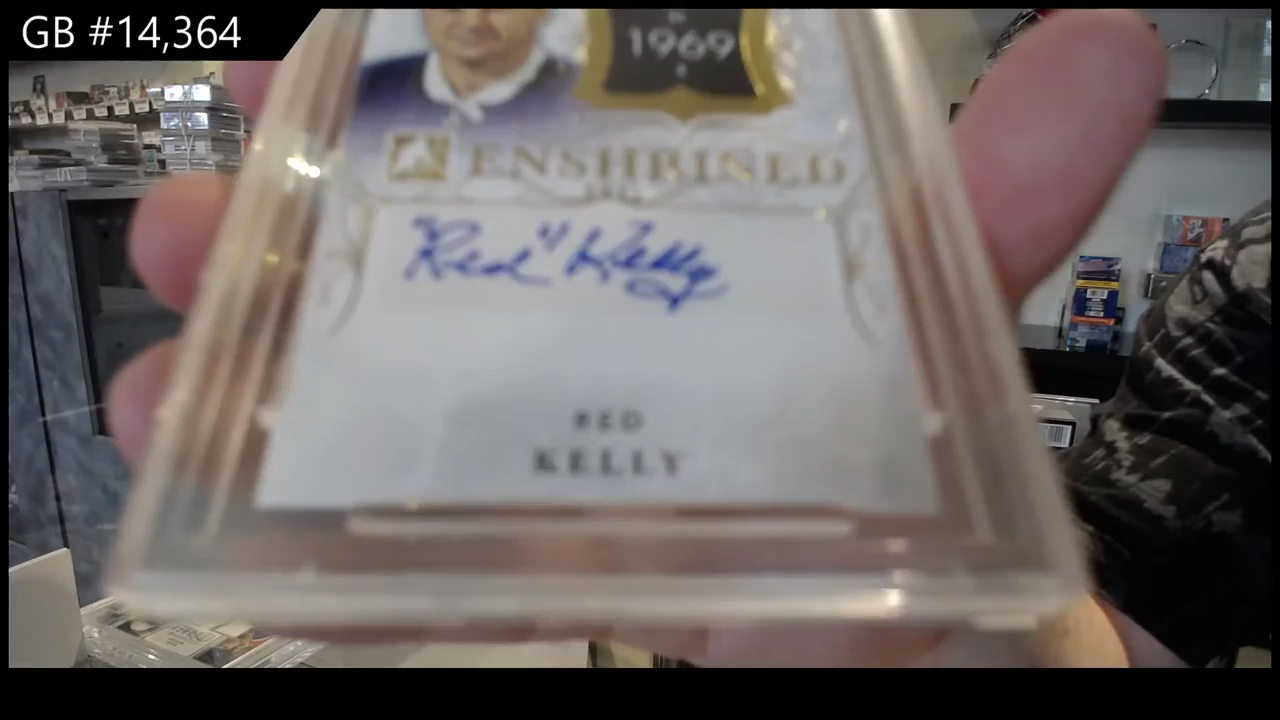 GB #14,364
1969
ENSHRINED
"Red" Kelly
RED
KELLY